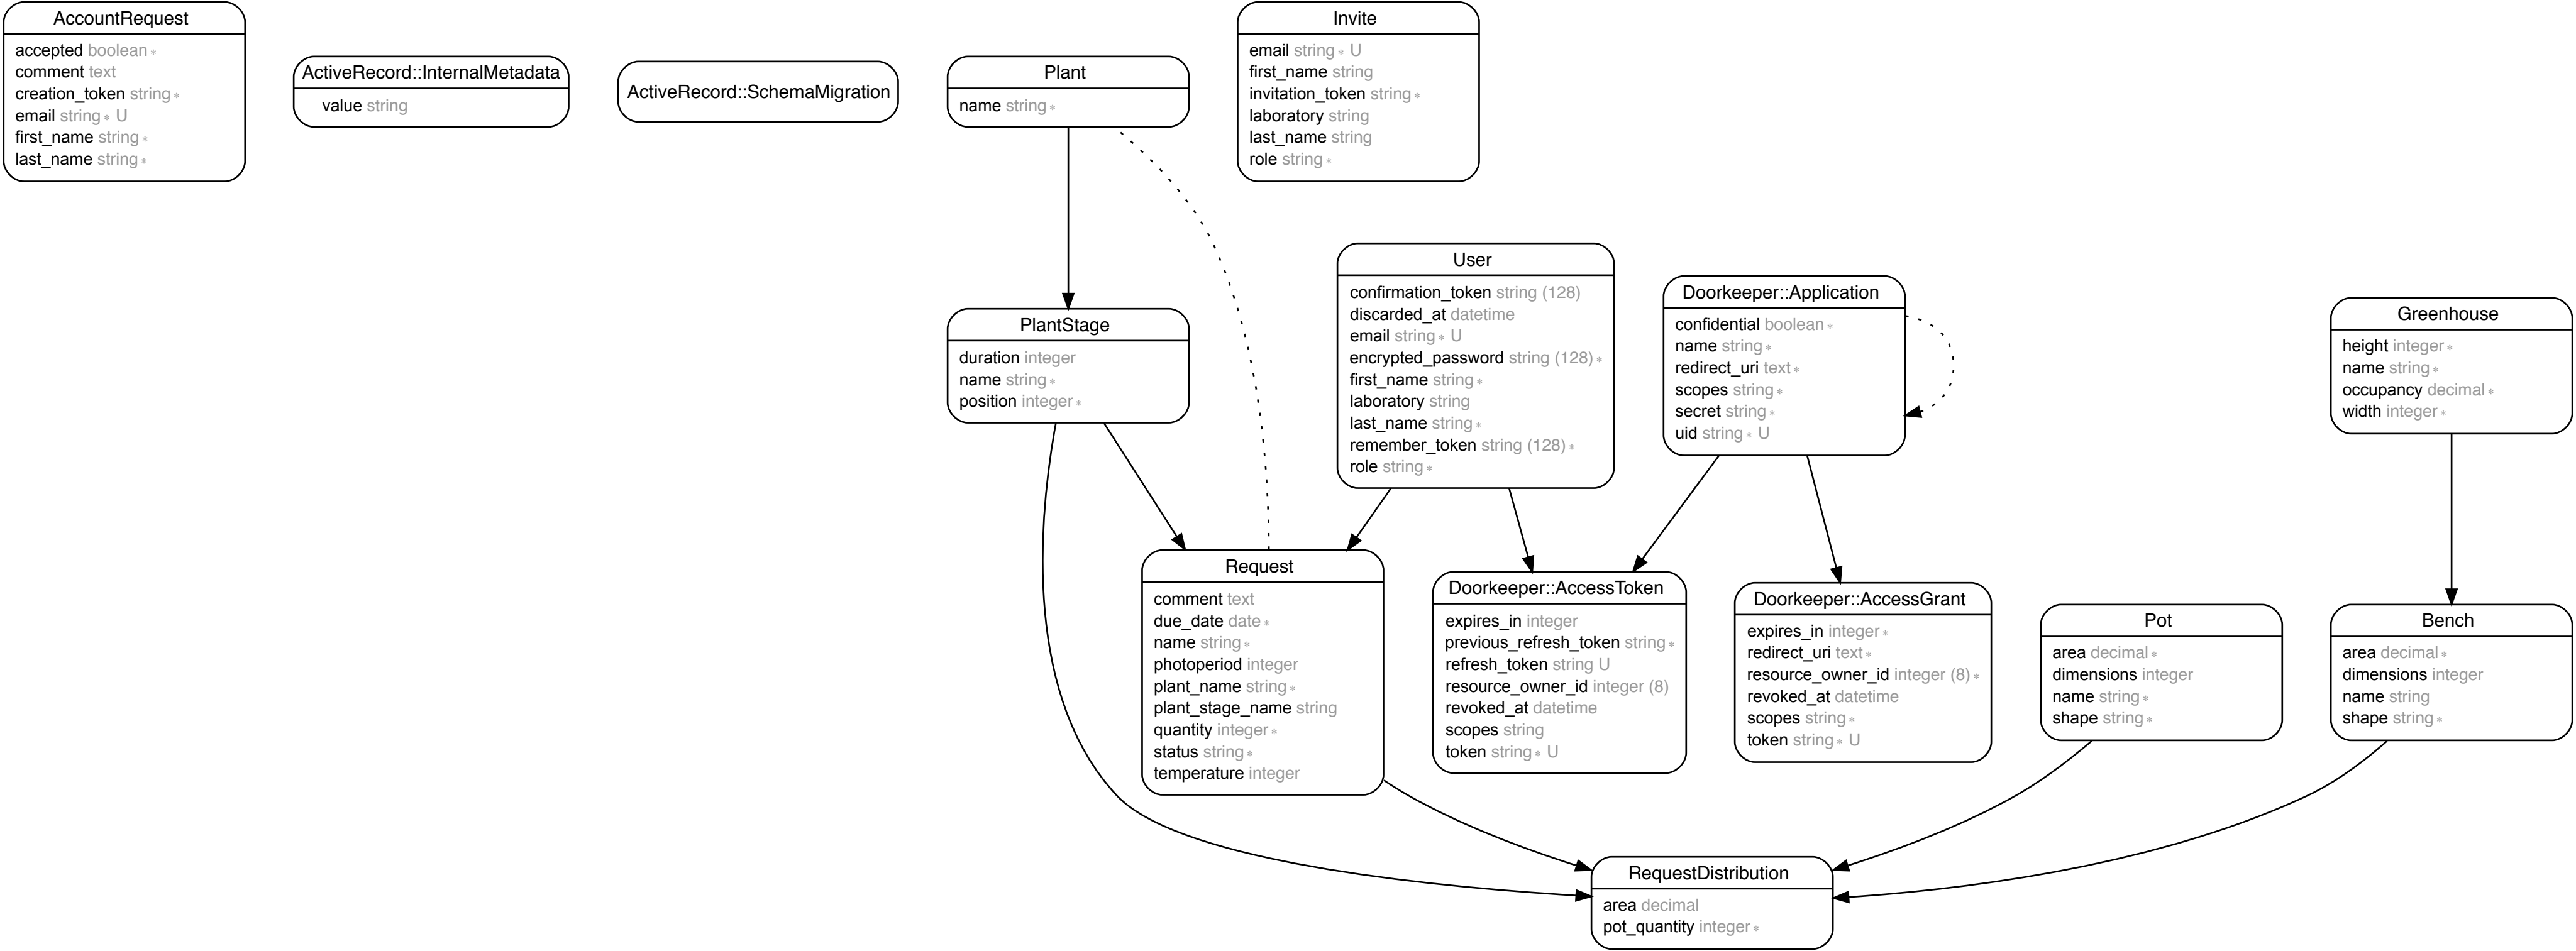 AccountRequest
accepted boolean *
comment text
creation_token string *
email string * U
first_name string *
last_name string *
ActiveRecord::InternalMetadata
value string
ActiveRecord::SchemaMigration
Plant
name string *
Invite
email string * U
first_name string
invitation_token string *
laboratory string
last_name string
role string *
PlantStage
duration integer
name string *
position integer *
User
confirmation_token string (128)
discarded_at datetime
email string * U
encrypted_password string (128) *
first_name string *
laboratory string
last_name string *
remember_token string (128) *
role string *
Doorkeeper::Application
confidential boolean *
name string *
redirect_uri text *
scopes string *
secret string *
uid string * U
Greenhouse
height integer *
name string *
occupancy decimal *
width integer *
Request
comment text
due_date date *
name string *
photoperiod integer
plant_name string *
plant_stage_name string
quantity integer *
status string *
temperature integer
Doorkeeper::AccessToken
expires_in integer
previous_refresh_token string *
refresh_token string U
resource_owner_id integer (8)
revoked_at datetime
scopes string
token string * U
Doorkeeper::AccessGrant
expires_in integer *
redirect_uri text *
resource_owner_id integer (8) *
revoked_at datetime
scopes string *
token string * U
Pot
area decimal *
dimensions integer
name string *
shape string *
Bench
area decimal *
dimensions integer
name string
shape string *
RequestDistribution
area decimal
pot_quantity integer *